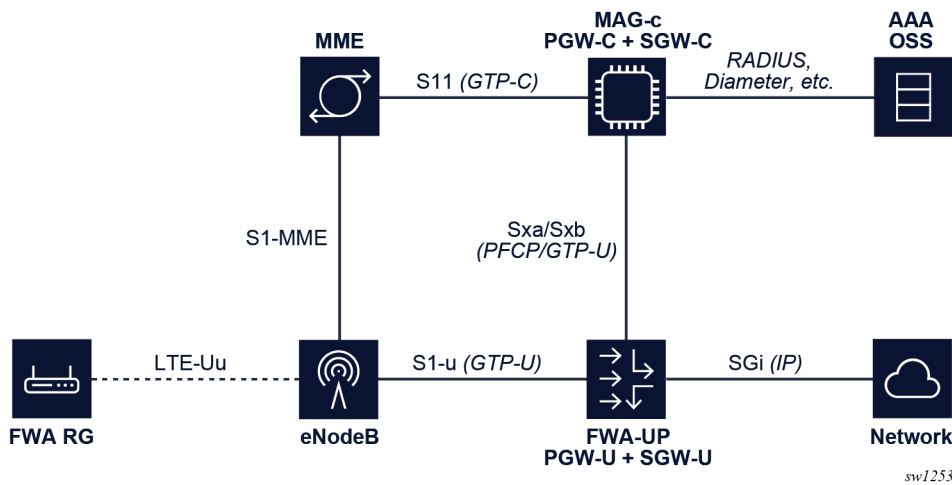 MAG-c
PGW-C + SGW-C
AAA
OSS
MME
S11 (GTP-C)
RADIUS,
Diameter, etc.
S1-MME
Sxa/Sxb
(PFCP/GTP-U)
LTE-Uu
S1-u (GTP-U)
SGi (IP)
FWA RG
eNodeB
FWA-UP
PGW-U + SGW-U
Network
sw1253